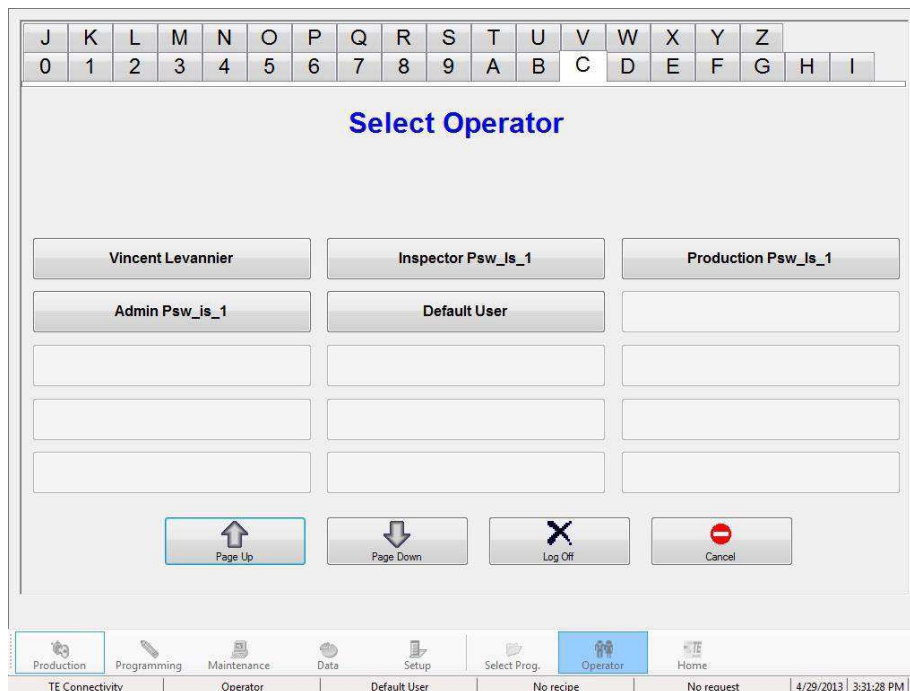 J K L M N O P Q R S T U V W X Y Z
0 1 2 3 4 5 6 7 8 9 A B C D E F G H I
Select Operator
Vincent Levannier Inspector Psw_Is_1 Production Psw_Is_1
Admin Psw_is_1 Default User
Page Up Page Down Log Off Cancel
Production Programming Maintenance Data Setup Select Prog. Operator Home
TE Connectivity Operator Default User No recipe No request 4/29/2013 3:31:28 PM